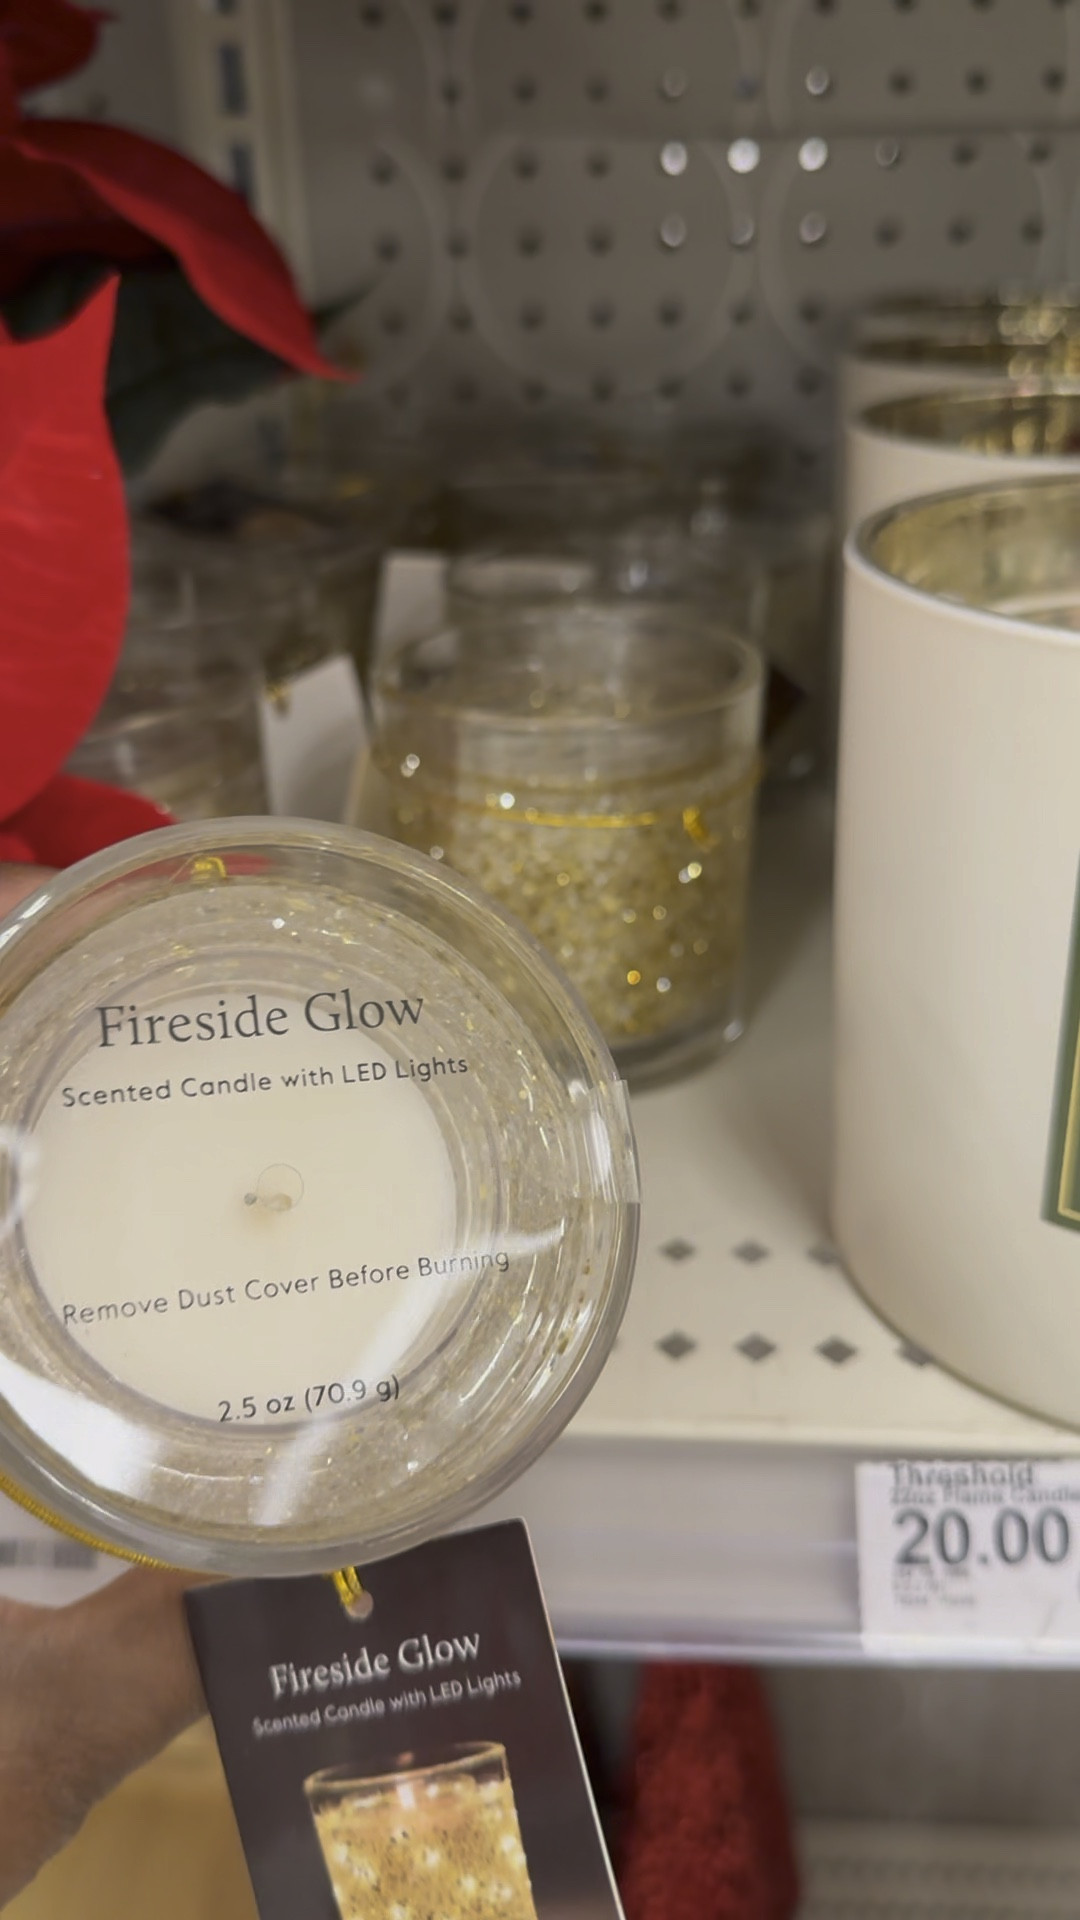 Fireside Glow
Scented Candle with LED Lights
Remove Dust Cover Before Burning
2.5 oz (70.9 g)
Fireside Glow
Scented Candle with LED Lights
Threshold
20.00